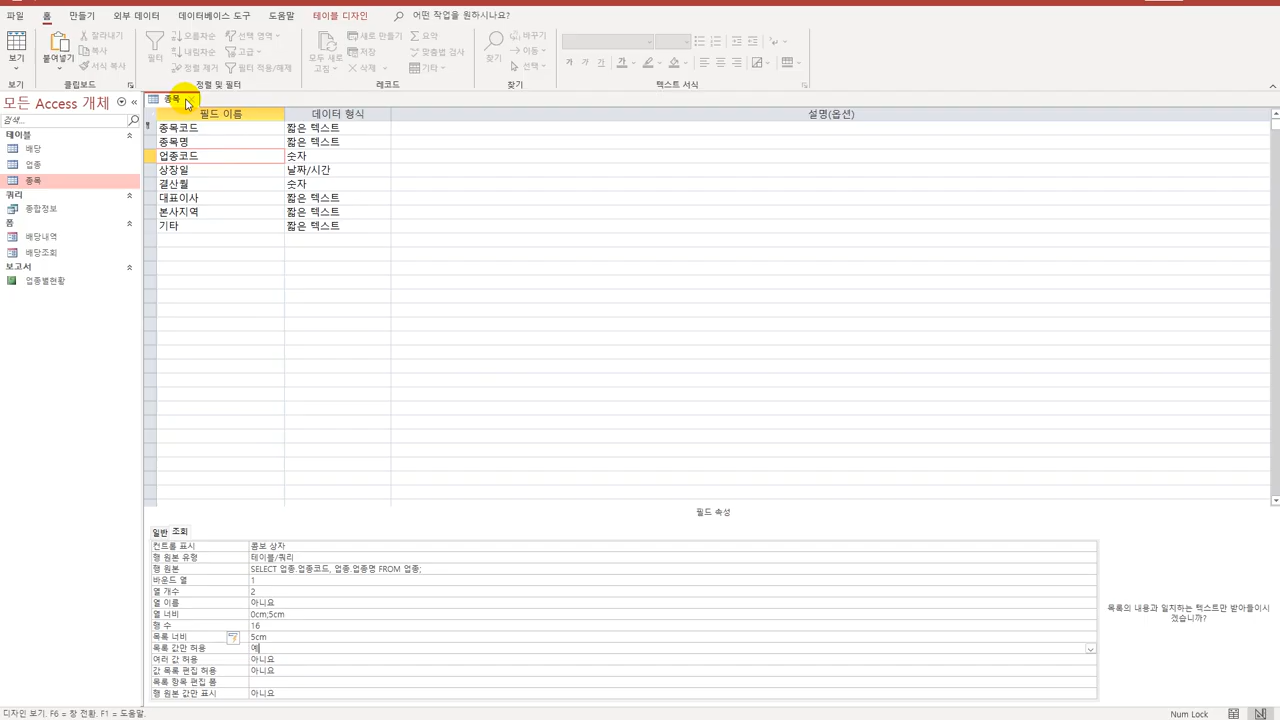 파일 홈 만들기 외부 데이터 데이터베이스 도구 도움말 테이블 디자인 어떤 작업을 원하시나요?
잘라내기 오름차순 선택 영역 새로 만들기 요약 바꾸기
보기 붙여넣기 복사 필터 내림차순 고급 모두 새로 저장 맞춤법 검사 찾기 이동
서식 복사 정렬 제거 필터 적용/해제 고침 삭제 기타 선택
보기 클립보드 정렬 및 필터 레코드 찾기 텍스트 서식
모든 Access 개체
검색...
테이블
배당
업종
종목
쿼리
종합정보
폼
배당내역
배당조회
보고서
업종별현황
종목
필드 이름 데이터 형식 설명(옵션)
종목코드 짧은 텍스트
종목명 짧은 텍스트
업종코드 숫자
상장일 날짜/시간
결산월 숫자
대표이사 짧은 텍스트
본사지역 짧은 텍스트
기타 짧은 텍스트
필드 속성
일반 조회
컨트롤 표시 콤보 상자
행 원본 유형 테이블/쿼리
행 원본 SELECT 업종.업종코드, 업종.업종명 FROM 업종;
바운드 열 1
열 개수 2
열 이름 아니요
열 너비 0cm;5cm
행 수 16
목록 너비 5cm
목록 값만 허용 예
여러 값 허용 아니요
값 목록 편집 허용 아니요
목록 항목 편집 폼
행 원본 값만 표시 아니요
목록의 내용과 일치하는 텍스트만 받아들이시
겠습니까?
디자인 보기. F6 = 창 전환. F1 = 도움말.
Num Lock